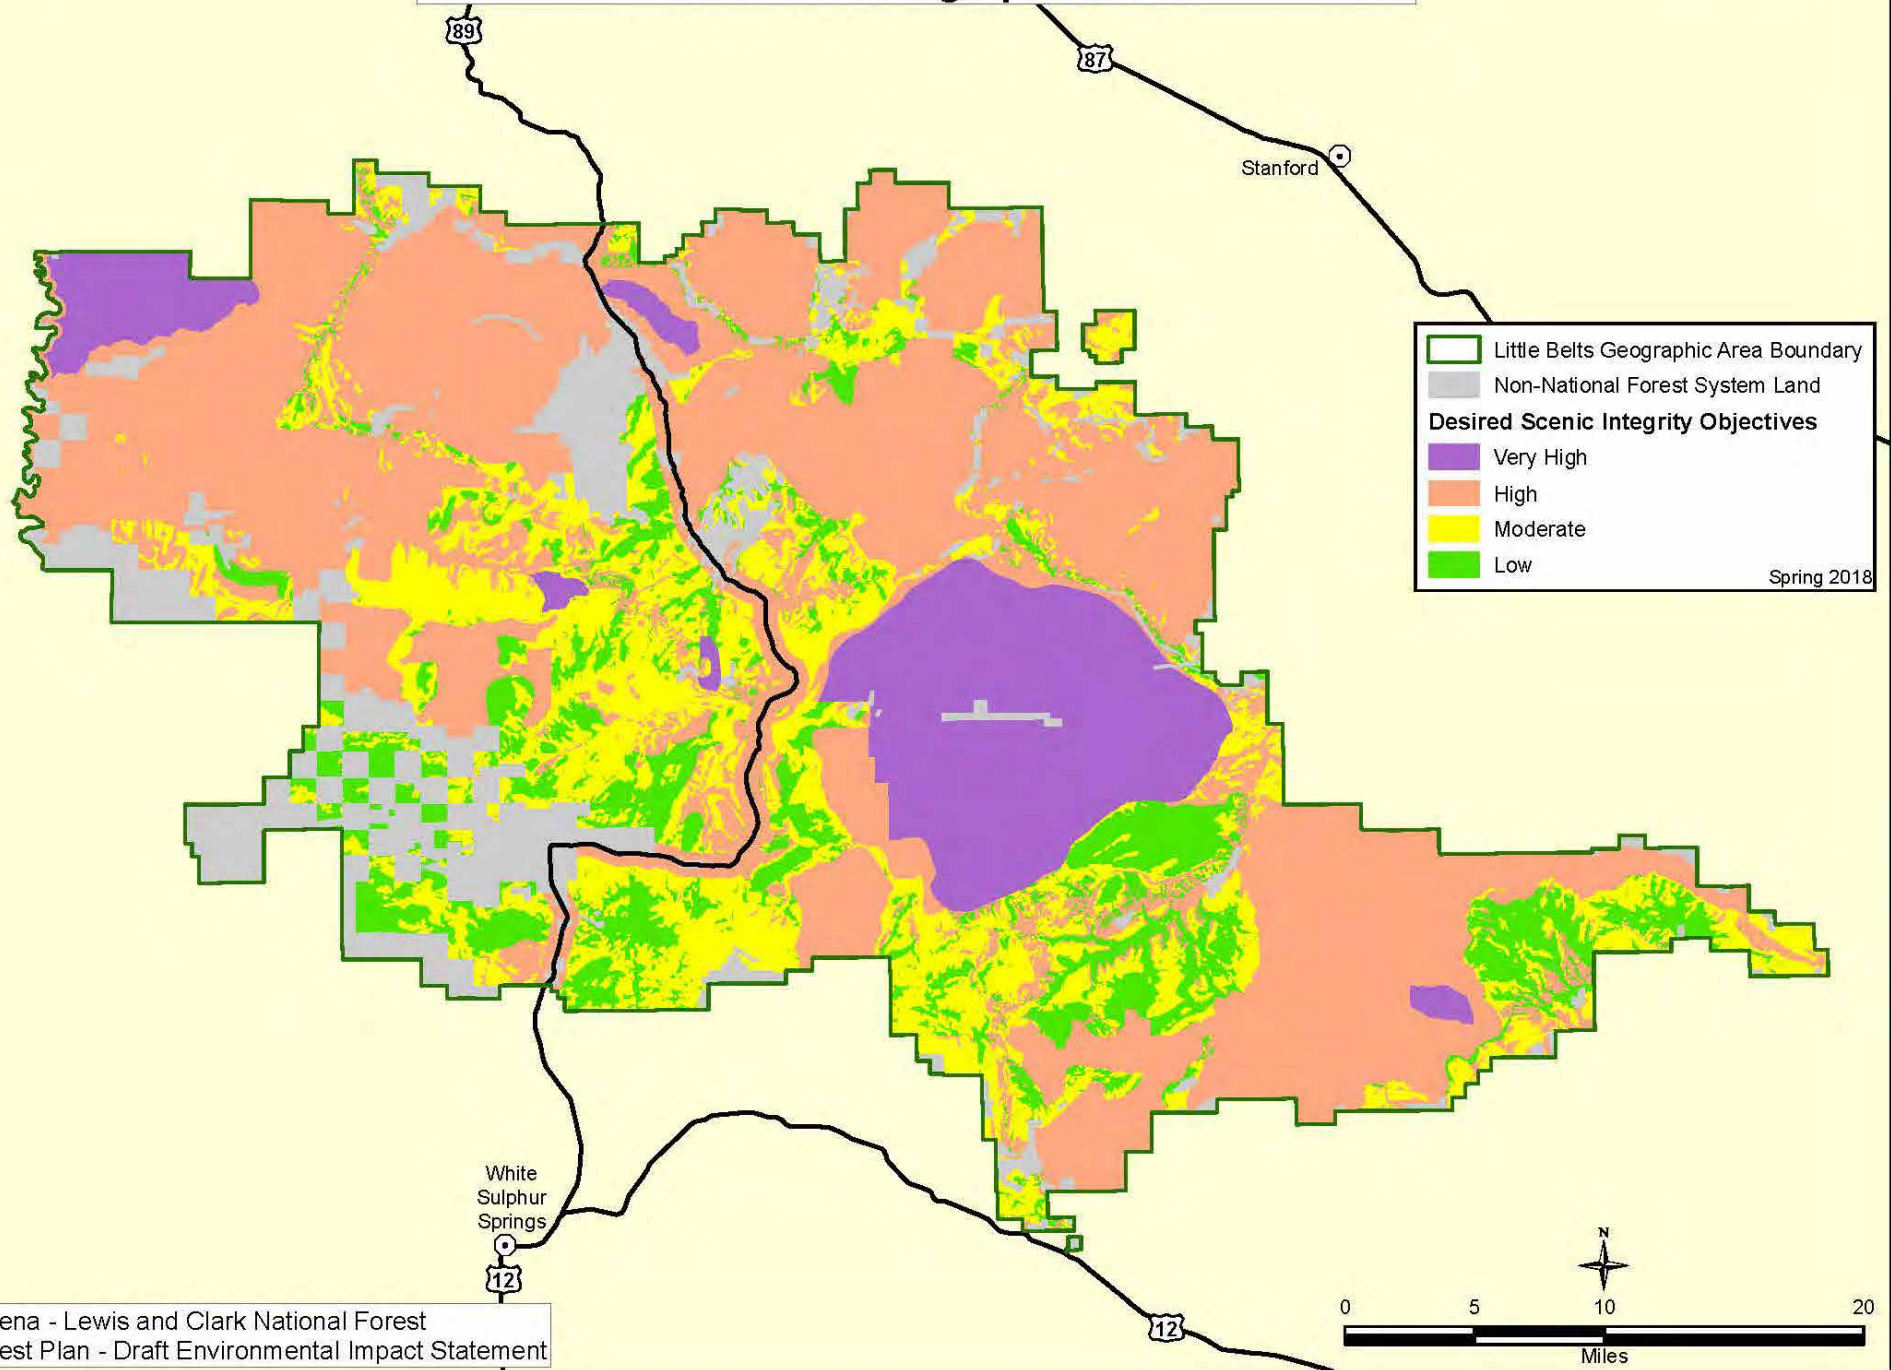 89
87
Stanford
Little Belts Geographic Area Boundary
Non-National Forest System Land
Desired Scenic Integrity Objectives
Very High
High
Moderate
Low
Spring 2018
White
Sulphur
Springs
12
12
N
0 5 10 20
Miles
ena - Lewis and Clark National Forest
est Plan - Draft Environmental Impact Statement